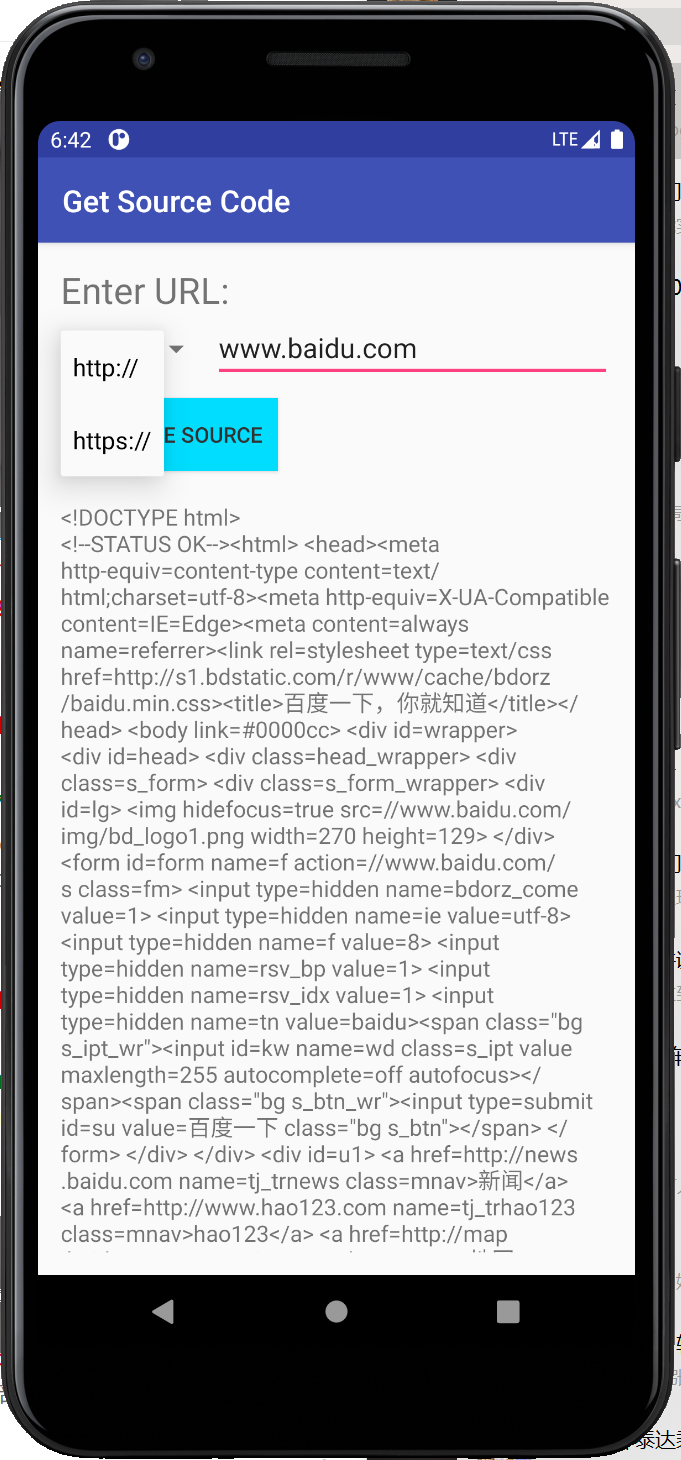 6:42
LTE
Get Source Code
Enter URL:
http://
www.baidu.com
https://
E SOURCE
<!DOCTYPE html>
<!--STATUS OK--><html> <head><meta
http-equiv=content-type content=text/
html;charset=utf-8><meta http-equiv=X-UA-Compatible
content=IE=Edge><meta content=always
name=referrer><link rel=stylesheet type=text/css
href=http://s1.bdstatic.com/r/www/cache/bdorz
/baidu.min.css><title>百度一下，你就知道</title></
head> <body link=#0000cc> <div id=wrapper>
<div id=head> <div class=head_wrapper> <div
class=s_form> <div class=s_form_wrapper> <div
id=lg> <img hidefocus=true src=//www.baidu.com/
img/bd_logo1.png width=270 height=129> </div>
<form id=form name=f action=//www.baidu.com/
s class=fm> <input type=hidden name=bdorz_come
value=1> <input type=hidden name=ie value=utf-8>
<input type=hidden name=f value=8> <input
type=hidden name=rsv_bp value=1> <input
type=hidden name=rsv_idx value=1> <input
type=hidden name=tn value=baidu><span class="bg
s_ipt_wr"><input id=kw name=wd class=s_ipt value
maxlength=255 autocomplete=off autofocus></
span><span class="bg s_btn_wr"><input type=submit
id=su value=百度一下 class="bg s_btn"></span> </
form> </div> </div> <div id=u1> <a href=http://news
.baidu.com name=tj_trnews class=mnav>新闻</a>
<a href=http://www.hao123.com name=tj_trhao123
class=mnav>hao123</a> <a href=http://map
泰达